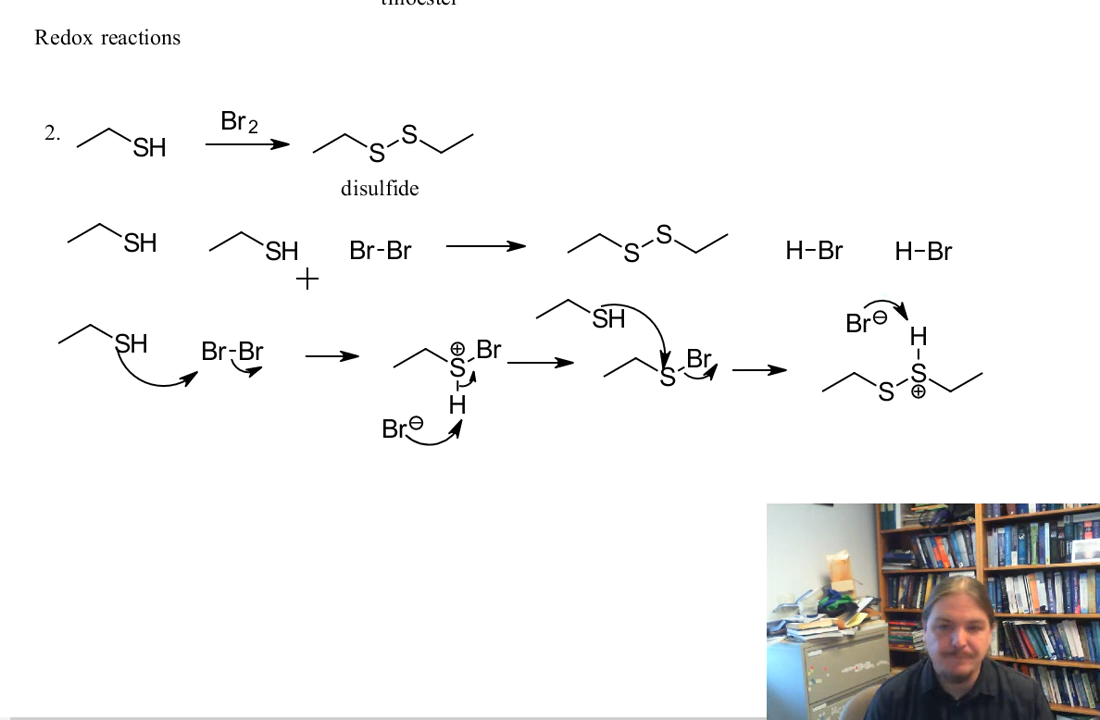 thioester
Redox reactions
2. SH Br2 S S
disulfide
SH SH + Br-Br S S H-Br H-Br
SH Br-Br ⊕ S Br H Br⊖ SH S Br Br⊖ H S S ⊕